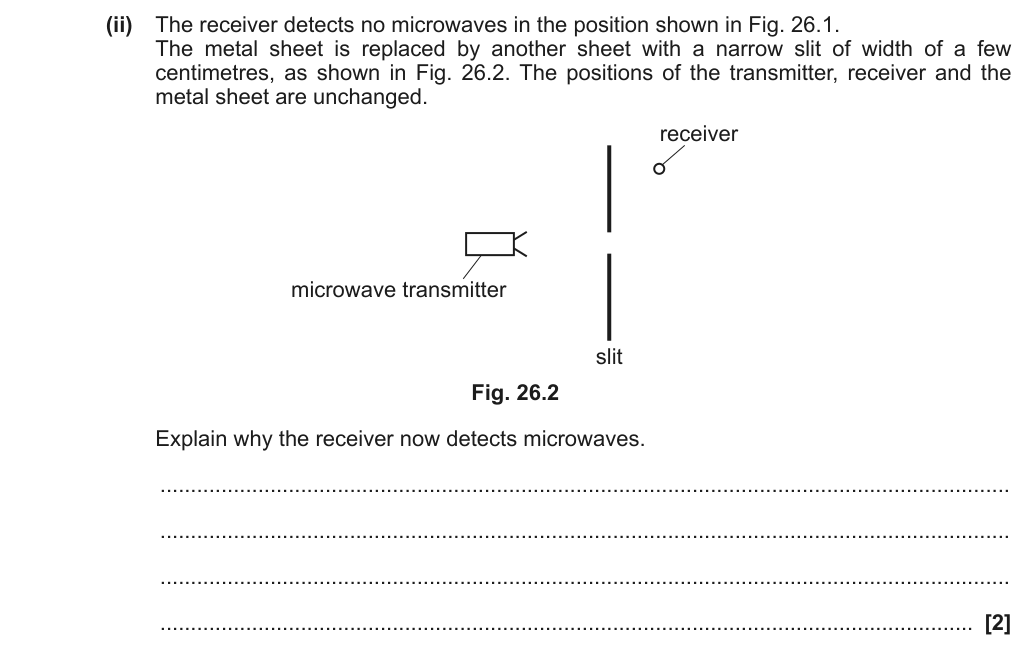 (ii) The receiver detects no microwaves in the position shown in Fig. 26.1.
The metal sheet is replaced by another sheet with a narrow slit of width of a few
centimetres, as shown in Fig. 26.2. The positions of the transmitter, receiver and the
metal sheet are unchanged.
receiver
microwave transmitter
slit
Fig. 26.2
Explain why the receiver now detects microwaves.
[2]